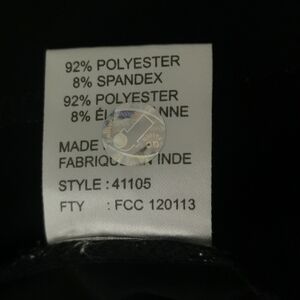 92% POLYESTER
8% SPANDEX
92% POLYESTER
8%
MADE
FABRIQUE INDE
STYLE : 41105
FTY : FCC 120113